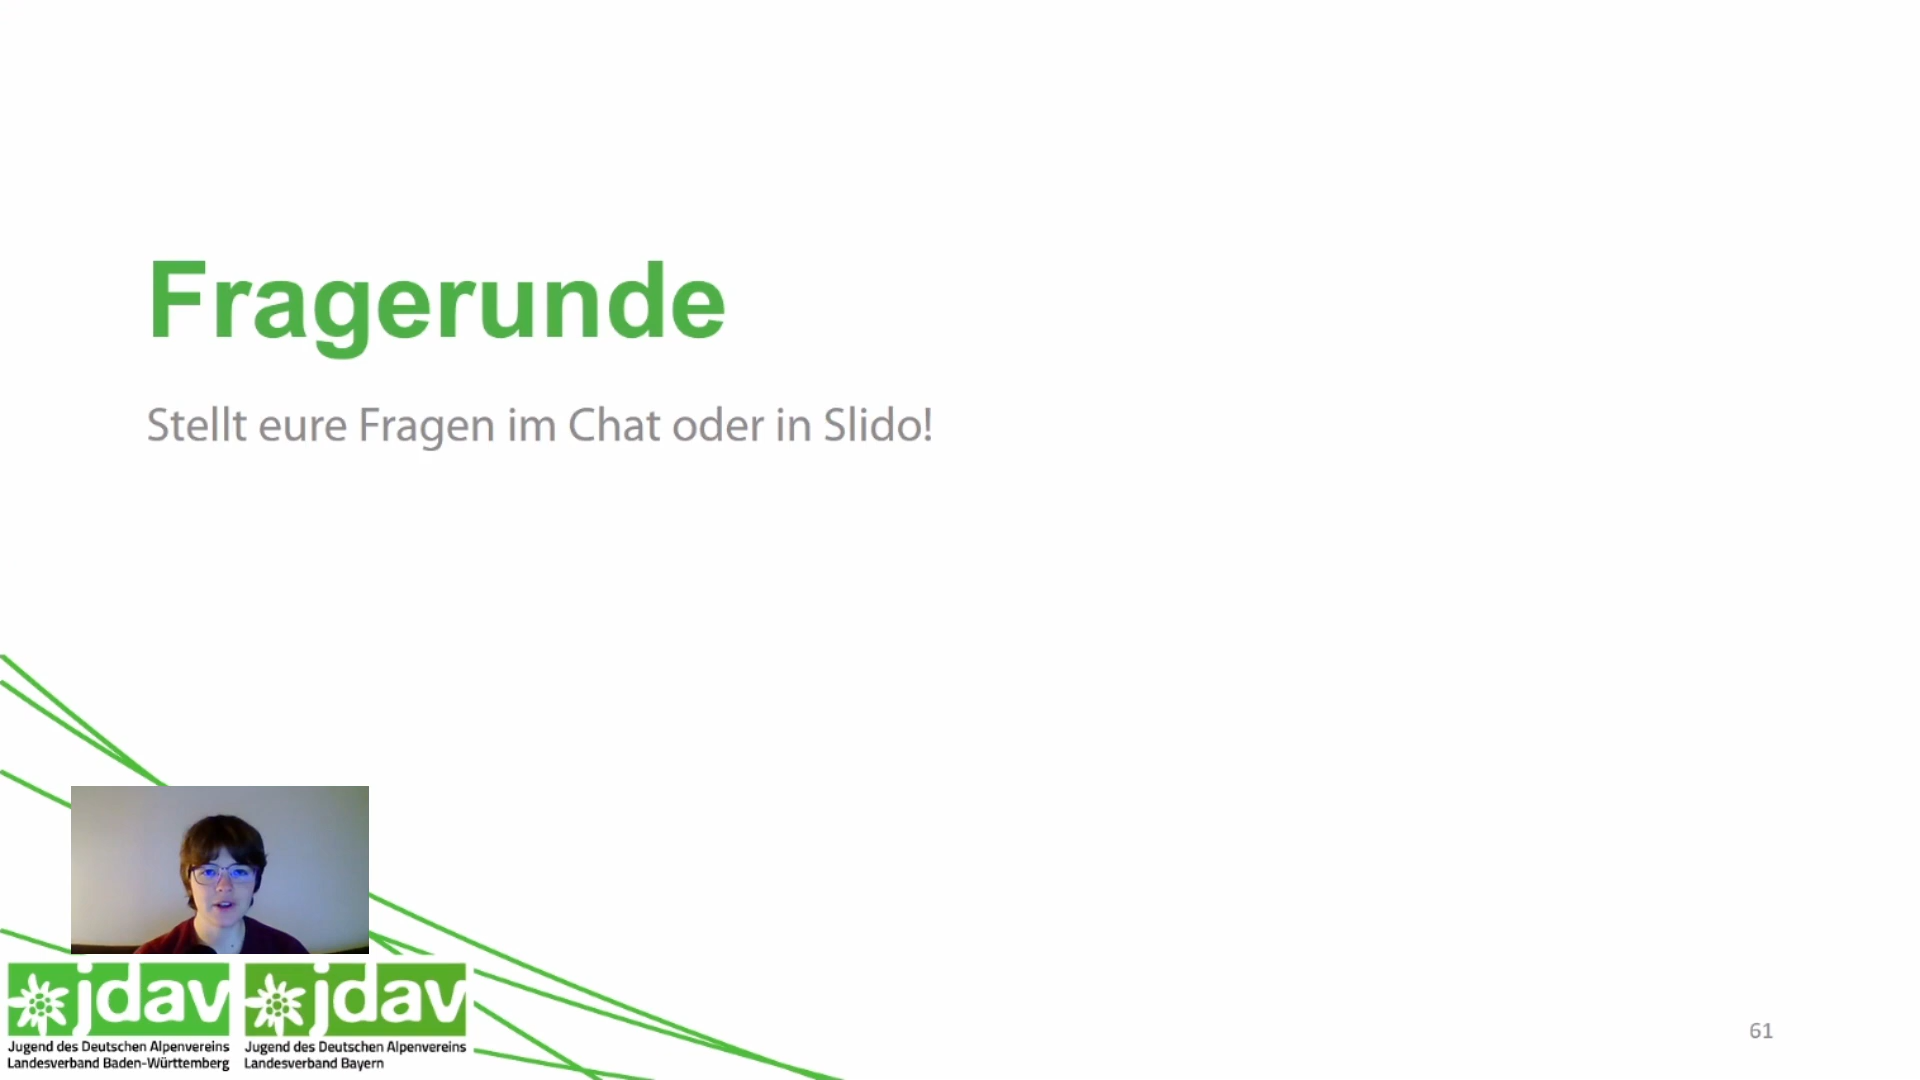 Fragerunde
Stellt eure Fragen im Chat oder in Slido!
jdav
Jugend des Deutschen Alpenvereins
Landesverband Baden-Württemberg
jdav
Jugend des Deutschen Alpenvereins
Landesverband Bayern
61